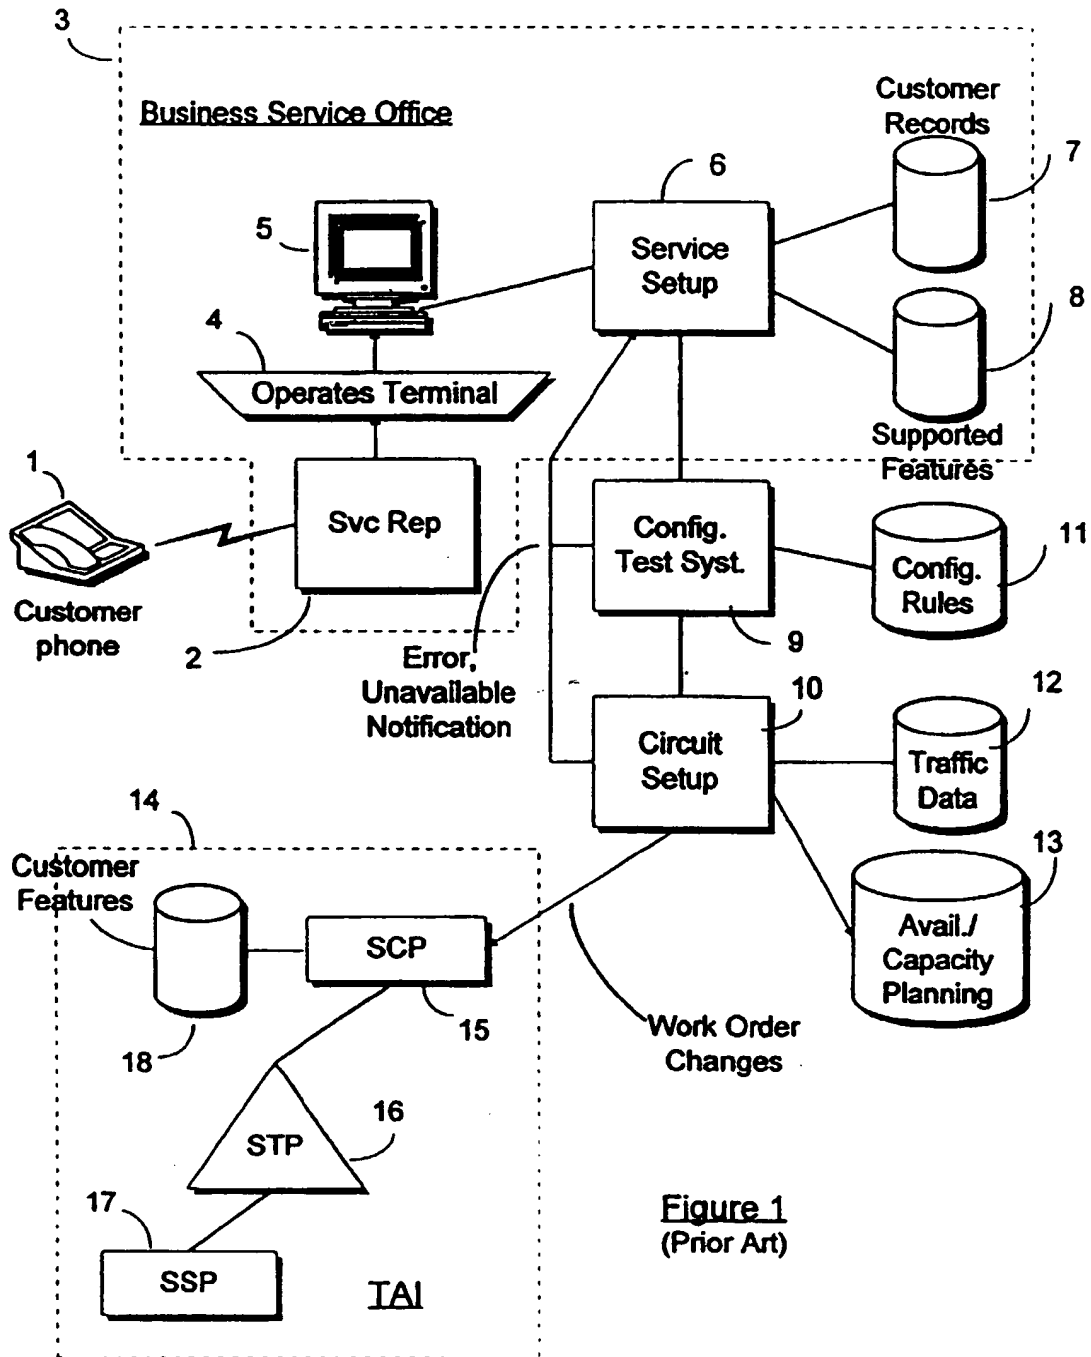 3
Business Service Office
Customer
Records
7
6
5
Service
Setup
8
4
Operates Terminal
Supported
Features
1
Svc Rep
Config.
Test Syst.
11
Config.
Rules
Customer
phone
2
9
Error,
Unavailable
Notification
10
12
Circuit
Setup
Traffic
Data
14
13
Customer
Features
SCP
Avail./
Capacity
Planning
15
18
Work Order
Changes
16
STP
17
Figure 1
(Prior Art)
SSP
TAI